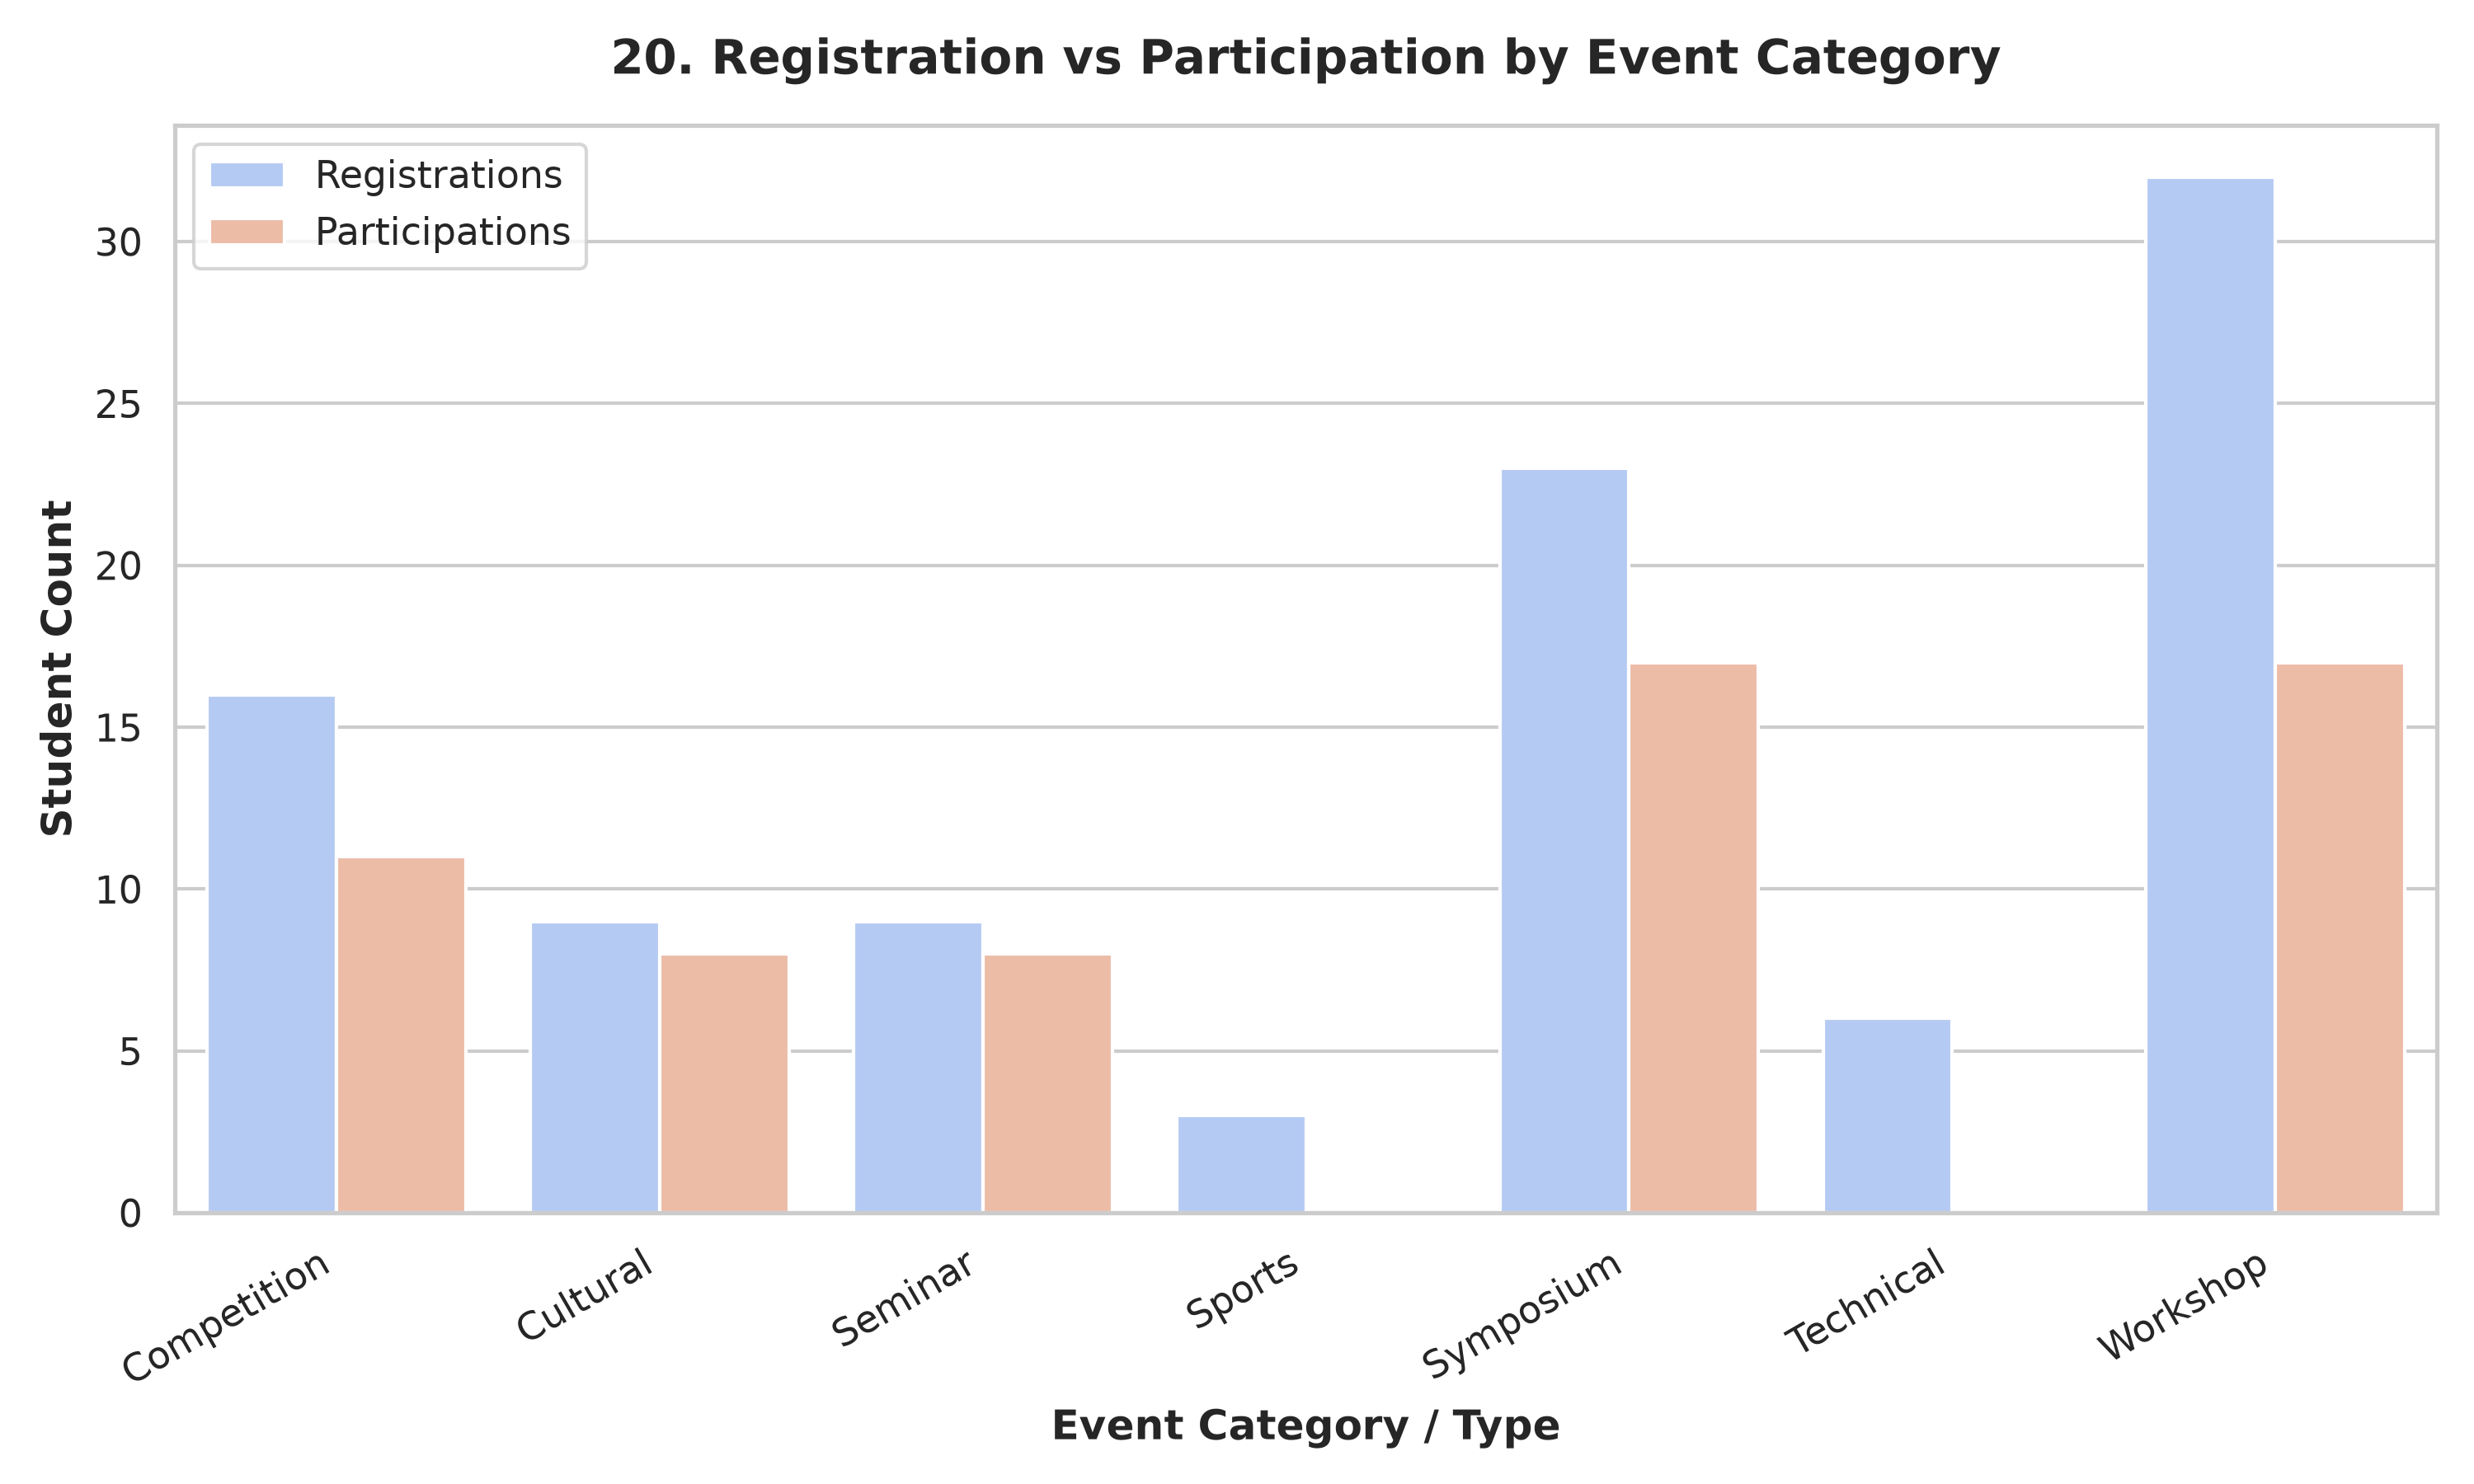 20. Registration vs Participation by Event Category
Registrations
Participations
30
25
20
15
10
5
0
Student Count
Competition
Cultural
Seminar
Sports
Symposium
Technical
Workshop
Event Category / Type